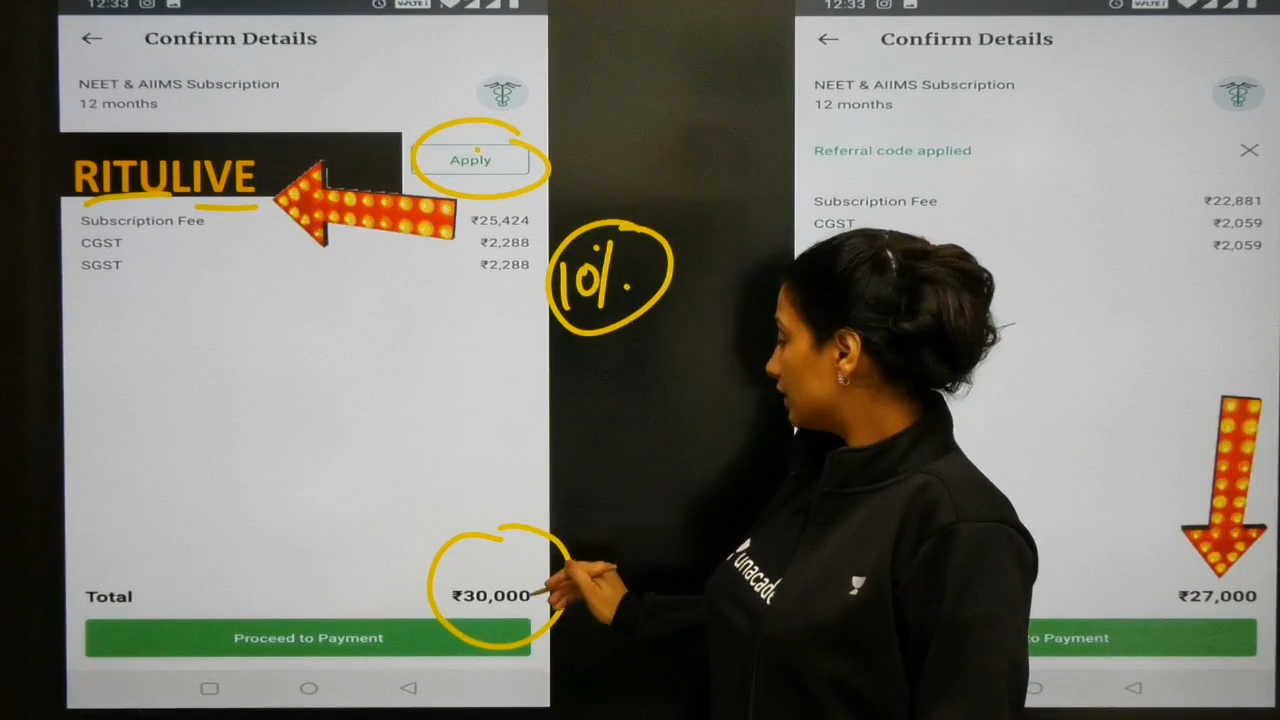 12:33
Confirm Details
NEET & AIIMS Subscription
12 months
Apply
RITULIVE
Subscription Fee ₹25,424
CGST ₹2,288
SGST ₹2,288
10%
Total ₹30,000
Proceed to Payment
12:33
Confirm Details
NEET & AIIMS Subscription
12 months
Referral code applied
Subscription Fee ₹22,881
CGST ₹2,059
₹2,059
₹27,000
to Payment
unacade